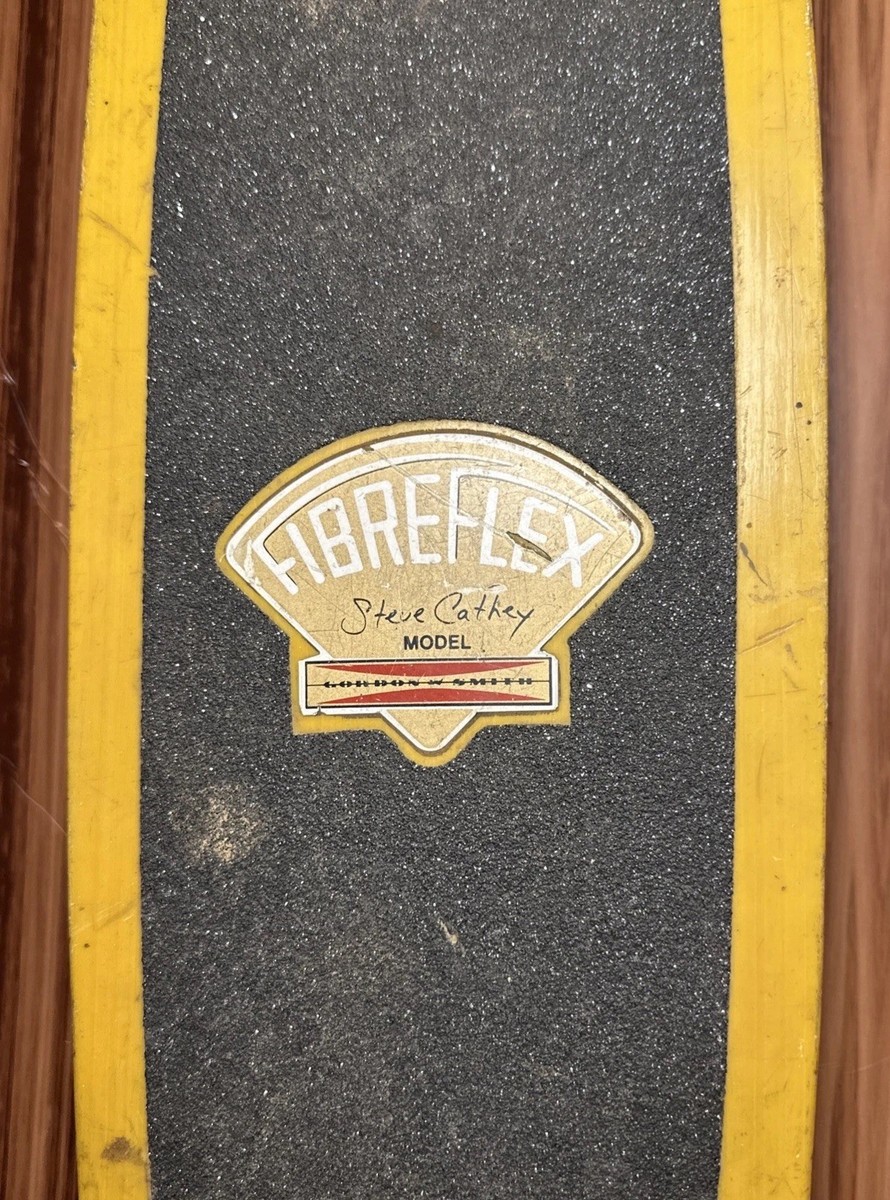 FIBREFLEX
Steve Cathey
MODEL
GORDON & SMITH